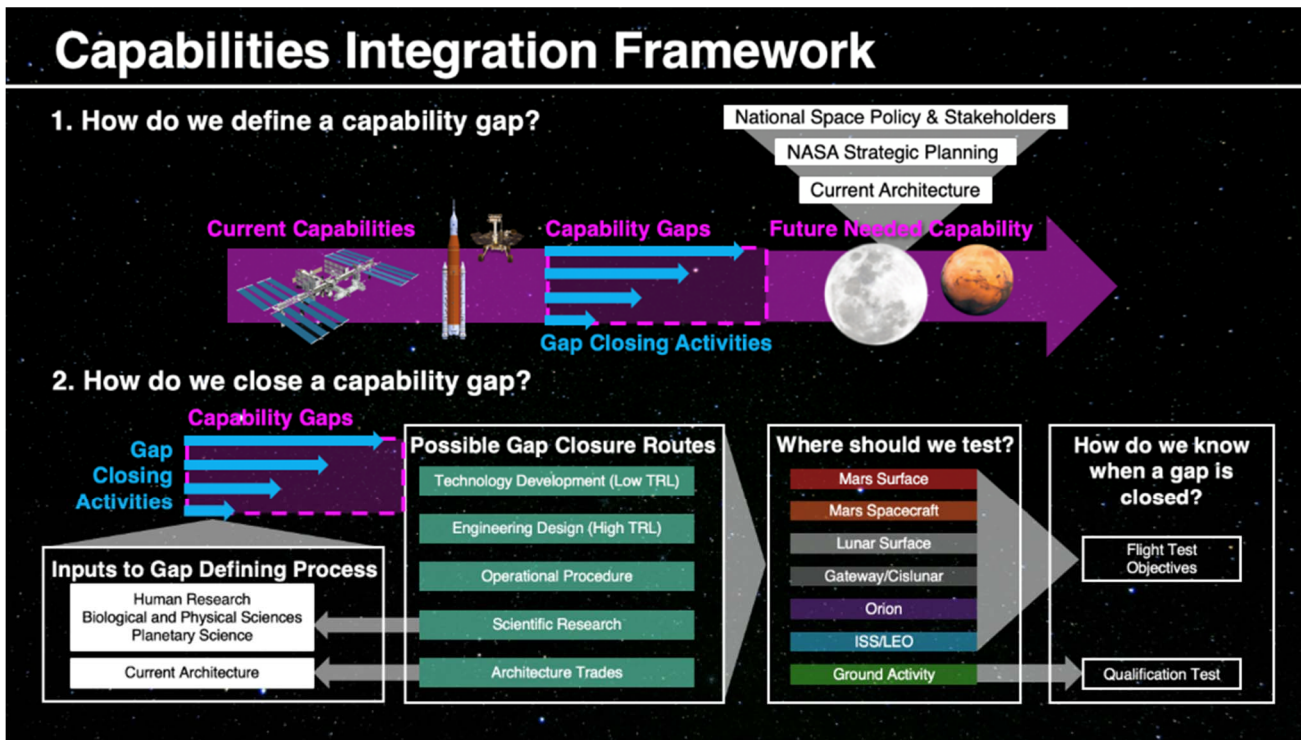 Capabilities Integration Framework
1. How do we define a capability gap?
National Space Policy & Stakeholders
NASA Strategic Planning
Current Architecture
Current Capabilities
Capability Gaps
Future Needed Capability
Gap Closing Activities
2. How do we close a capability gap?
Capability Gaps
Gap
Closing
Activities
Inputs to Gap Defining Process
Human Research
Biological and Physical Sciences
Planetary Science
Current Architecture
Possible Gap Closure Routes
Technology Development (Low TRL)
Engineering Design (High TRL)
Operational Procedure
Scientific Research
Architecture Trades
Where should we test?
Mars Surface
Mars Spacecraft
Lunar Surface
Gateway/Cislunar
Orion
ISS/LEO
Ground Activity
How do we know
when a gap is
closed?
Flight Test
Objectives
Qualification Test